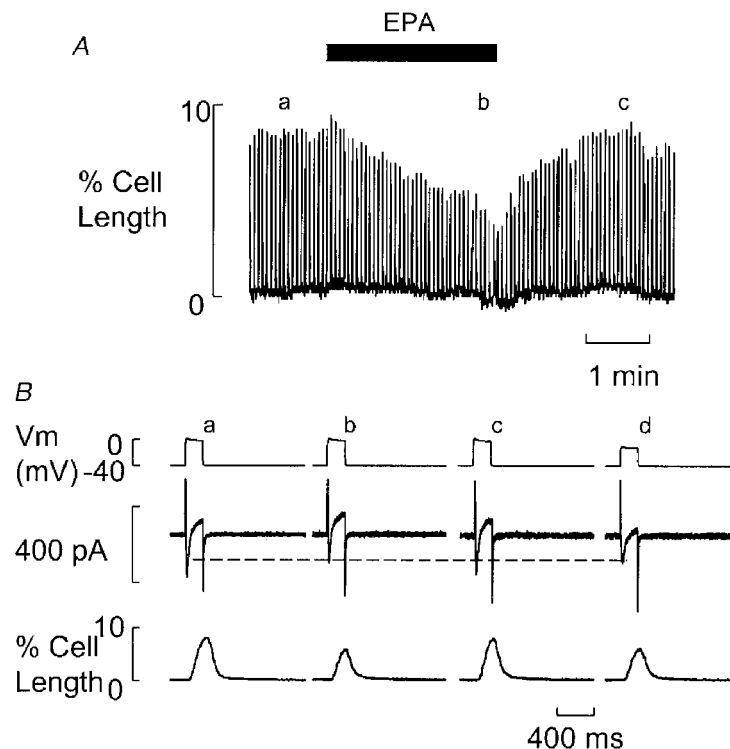 A
EPA
a b c
10
% Cell
Length
0
1 min
B
a b c d
Vm 0
(mV) -40
400 pA
10
% Cell
Length 0
400 ms